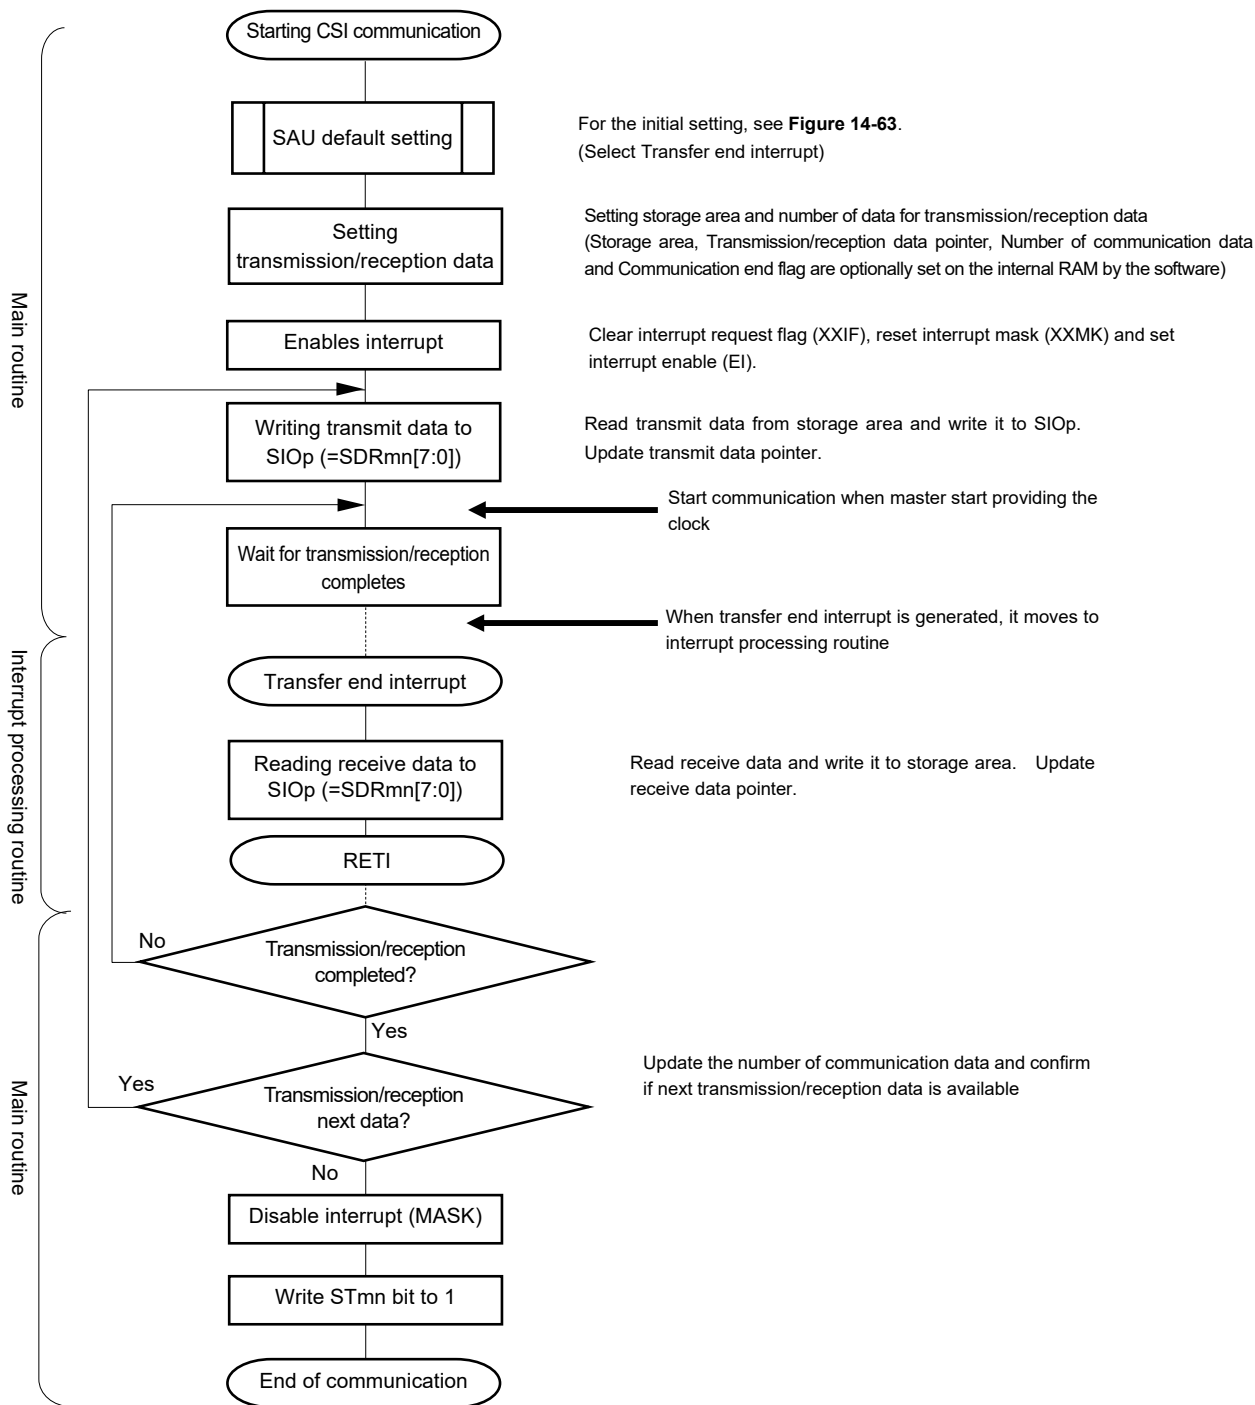 Starting CSI communication
SAU default setting
For the initial setting, see Figure 14-63.
(Select Transfer end interrupt)
Setting
transmission/reception data
Setting storage area and number of data for transmission/reception data
(Storage area, Transmission/reception data pointer, Number of communication data
and Communication end flag are optionally set on the internal RAM by the software)
Main routine
Enables interrupt
Clear interrupt request flag (XXIF), reset interrupt mask (XXMK) and set
interrupt enable (EI).
Writing transmit data to
SIOp (=SDRmn[7:0])
Read transmit data from storage area and write it to SIOp.
Update transmit data pointer.
Start communication when master start providing the
clock
Wait for transmission/reception
completes
When transfer end interrupt is generated, it moves to
interrupt processing routine
Interrupt processing routine
Transfer end interrupt
Reading receive data to
SIOp (=SDRmn[7:0])
Read receive data and write it to storage area. Update
receive data pointer.
RETI
No
Transmission/reception
completed?
Yes
Main routine
Yes
Transmission/reception
next data?
Update the number of communication data and confirm
if next transmission/reception data is available
No
Disable interrupt (MASK)
Write STmn bit to 1
End of communication